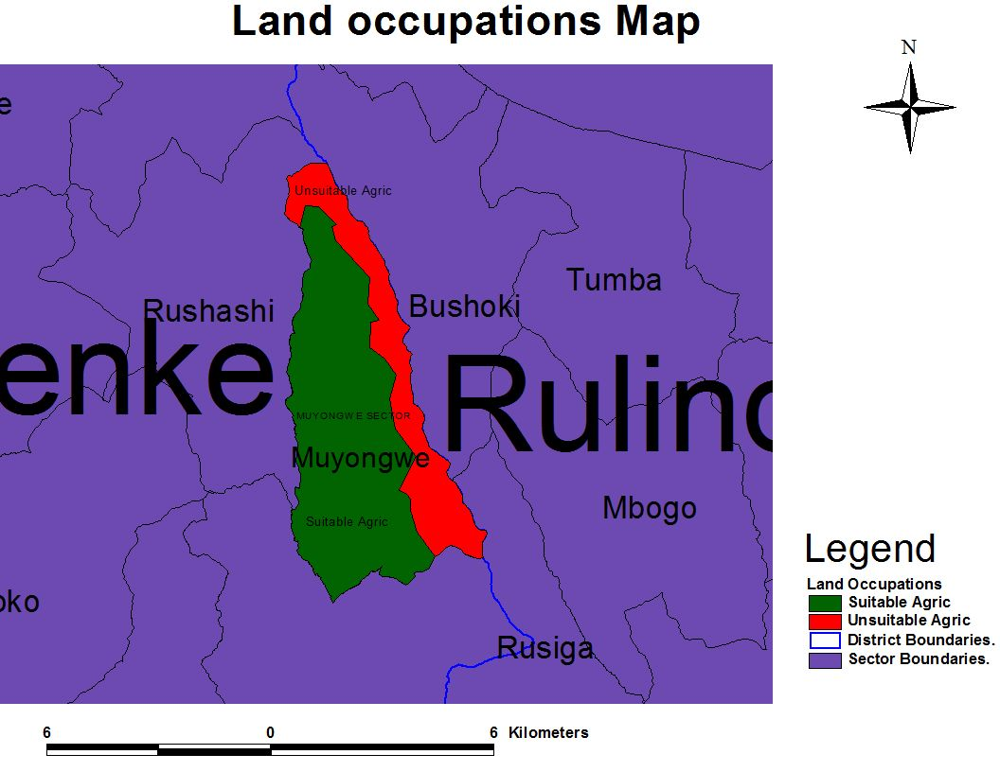 Land occupations Map
N
e
Unsuitable Agric
Tumba
Rushashi
Bushoki
enke
Rulind
MUYONGWE SECTOR
Muyongwe
Mbogo
Suitable Agric
oko
Rusiga
Legend
Land Occupations
Suitable Agric
Unsuitable Agric
District Boundaries.
Sector Boundaries.
6 0 6 Kilometers